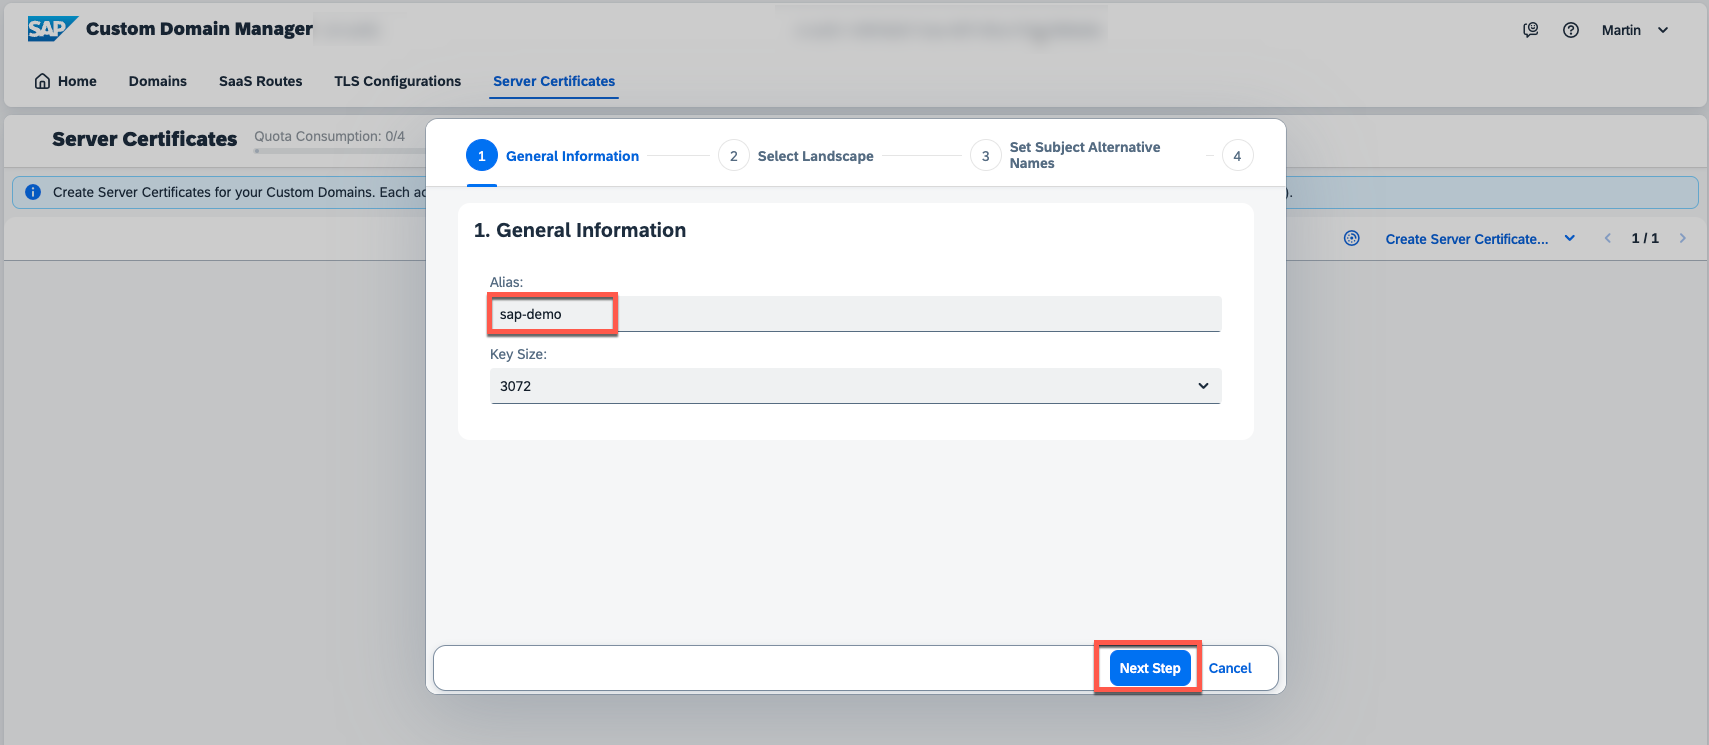 SAP Custom Domain Manager
Martin
Home Domains SaaS Routes TLS Configurations Server Certificates
Server Certificates Quota Consumption: 0/4
Create Server Certificates for your Custom Domains. Each
).
Create Server Certificate... 1 / 1
1 General Information 2 Select Landscape 3 Set Subject Alternative
Names 4
1. General Information
Alias:
sap-demo
Key Size:
3072
Next Step Cancel